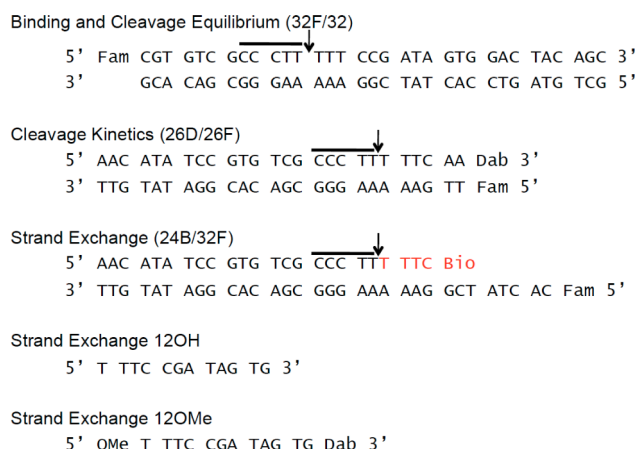 Binding and Cleavage Equilibrium (32F/32)
5' Fam CGT GTC GCC CTT TTT CCG ATA GTG GAC TAC AGC 3'
3' GCA CAG CGG GAA AAA GGC TAT CAC CTG ATG TCG 5'
Cleavage Kinetics (26D/26F)
5' AAC ATA TCC GTG TCG CCC TTT TTC AA Dab 3'
3' TTG TAT AGG CAC AGC GGG AAA AAG TT Fam 5'
Strand Exchange (24B/32F)
5' AAC ATA TCC GTG TCG CCC TTT TTC Bio
3' TTG TAT AGG CAC AGC GGG AAA AAG GCT ATC AC Fam 5'
Strand Exchange 12OH
5' T TTC CGA TAG TG 3'
Strand Exchange 12OMe
5' OMe T TTC CGA TAG TG Dab 3'